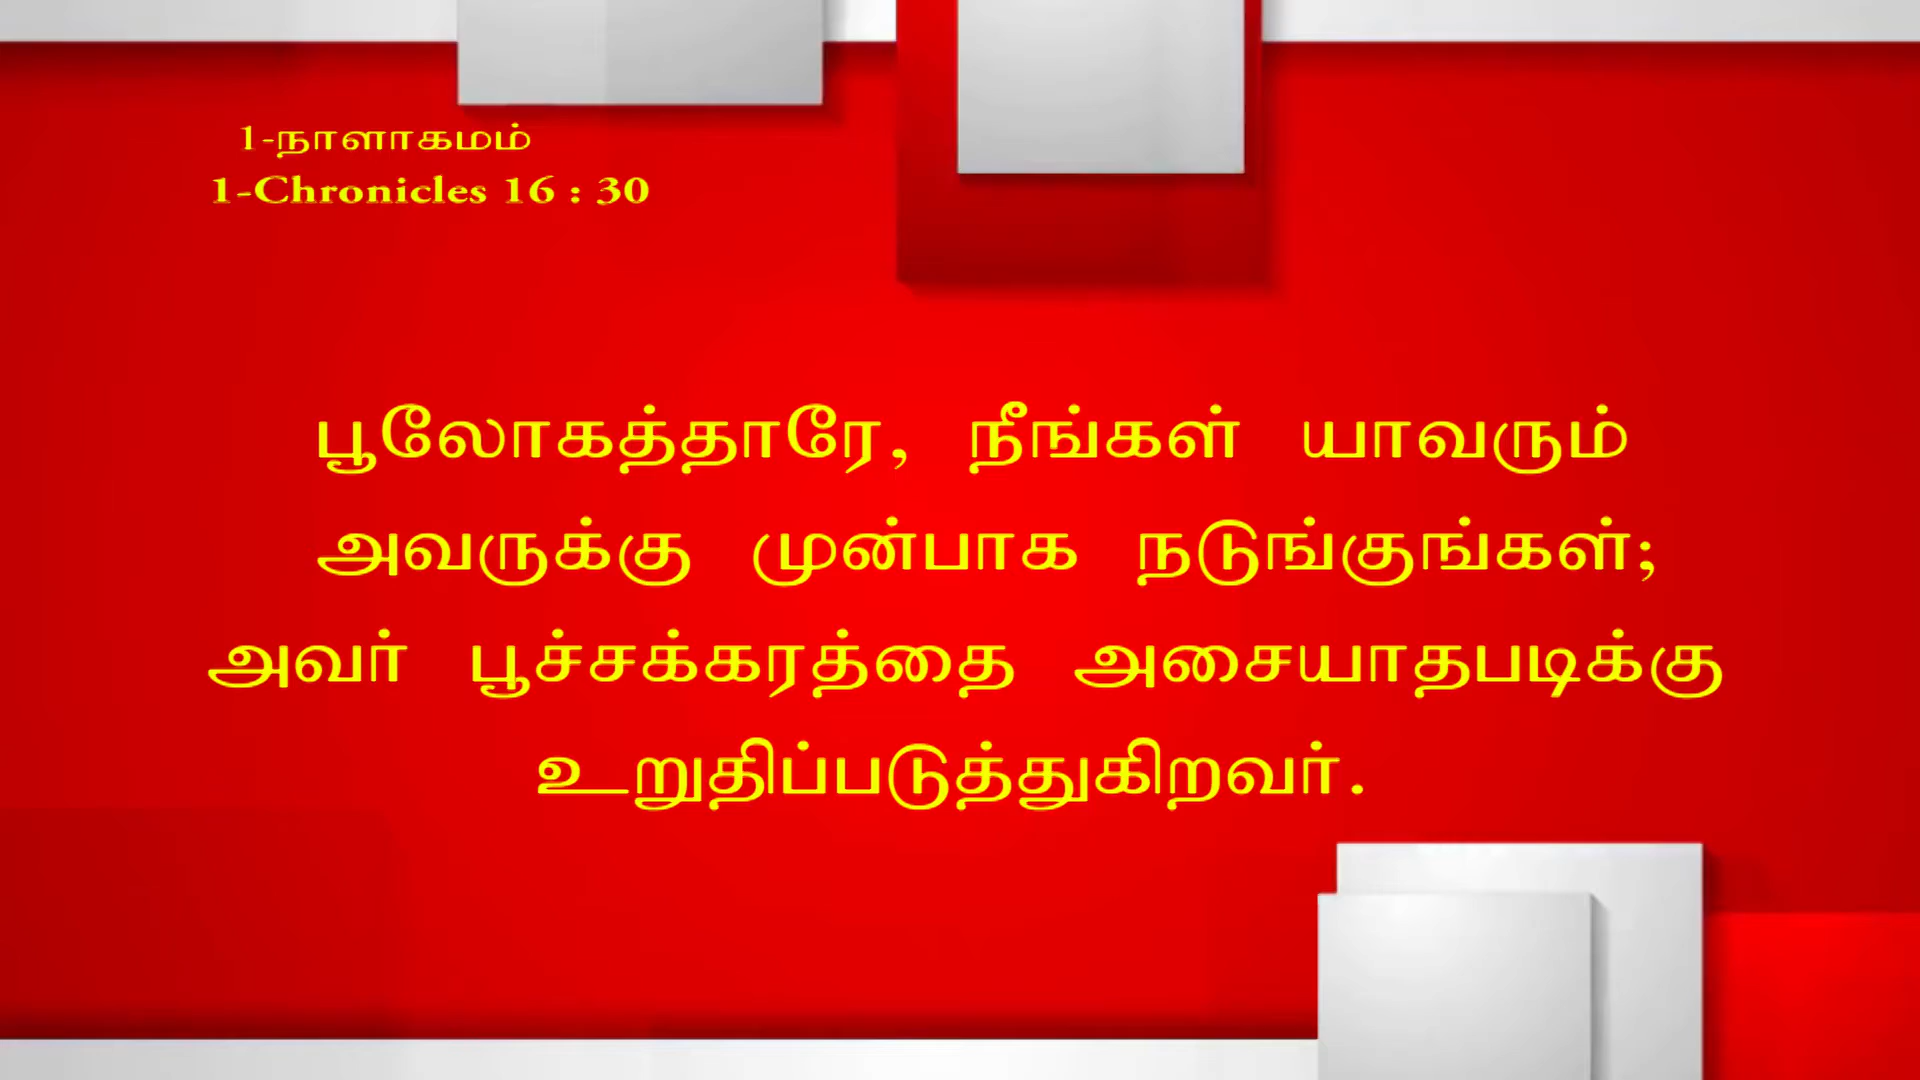 1-நாளாகமம்
1-Chronicles 16 : 30
பூலோகத்தாரே, நீங்கள் யாவரும்
அவருக்கு முன்பாக நடுங்குங்கள்;
அவர் பூச்சக்கரத்தை அசையாதபடிக்கு
உறுதிப்படுத்துகிறவர்.